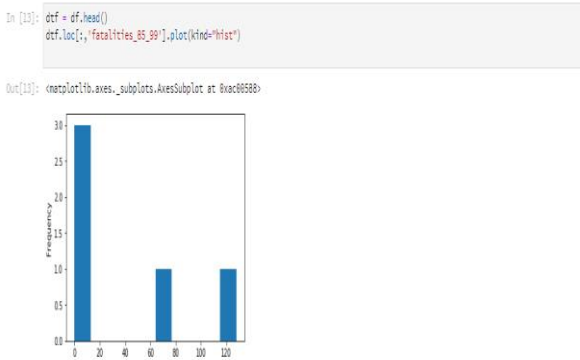 In [13]: dtf = df.head()
dtf.loc[:,'fatalities_85_99'].plot(kind="hist")
Out[13]: <matplotlib.axes._subplots.AxesSubplot at 0xac00588>
3.0
2.5
2.0
1.5
1.0
0.5
0.0
Frequency
0 20 40 60 80 100 120